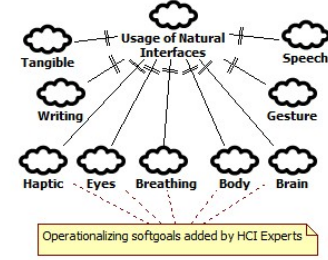 Usage of Natural
Interfaces
Tangible
Speech
Writing
Gesture
Haptic
Eyes
Breathing
Body
Brain
Operationalizing softgoals added by HCI Experts